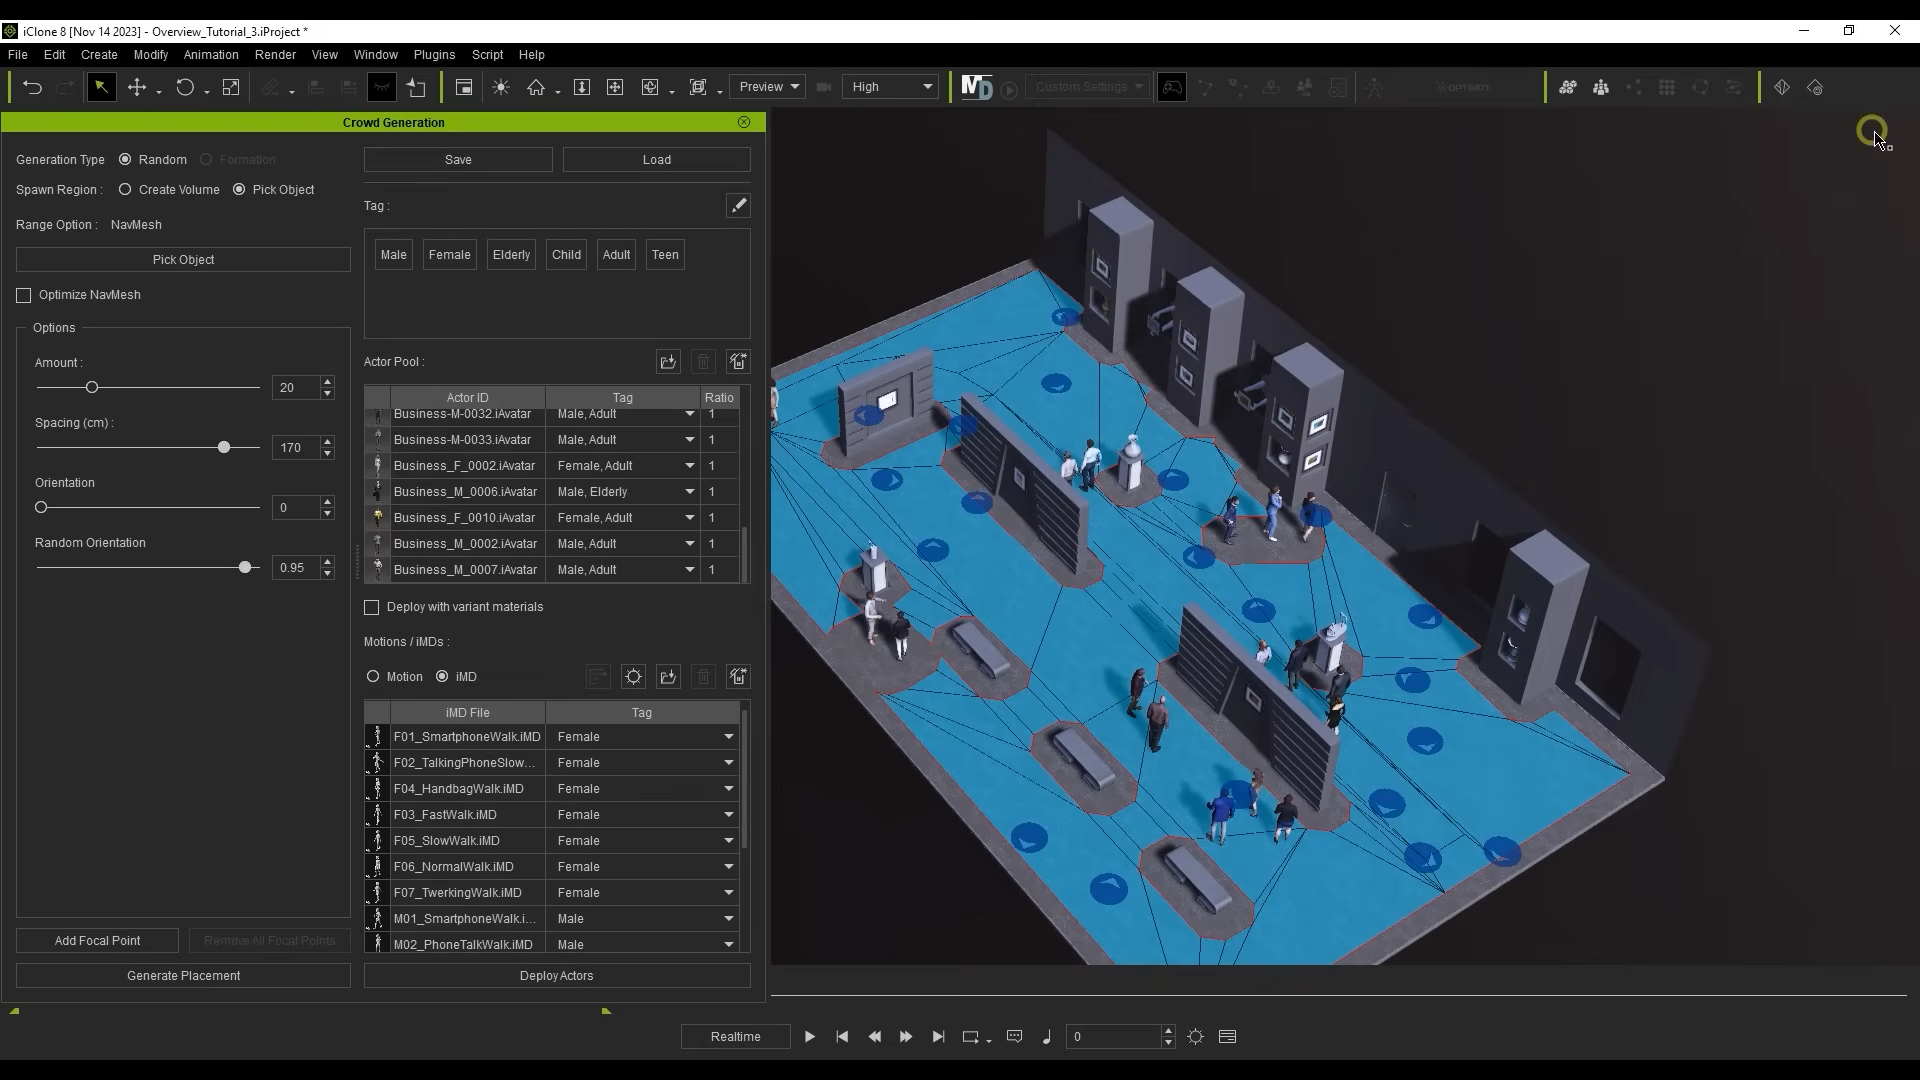 iClone 8 [Nov 14 2023] - Overview_Tutorial_3.iProject *
File Edit Create Modify Animation Render View Window Plugins Script Help
Preview High MD Custom Settings
Crowd Generation
Generation Type Random Formation
Spawn Region : Create Volume Pick Object
Range Option : NavMesh
Pick Object
Optimize NavMesh
Options
Amount :
20
Spacing (cm) :
170
Orientation
0
Random Orientation
0.95
Add Focal Point Remove All Focal Points
Generate Placement
Save Load
Tag :
Male Female Elderly Child Adult Teen
Actor Pool :
Actor ID Tag Ratio
Business-M-0032.iAvatar Male, Adult 1
Business-M-0033.iAvatar Male, Adult 1
Business_F_0002.iAvatar Female, Adult 1
Business_M_0006.iAvatar Male, Elderly 1
Business_F_0010.iAvatar Female, Adult 1
Business_M_0002.iAvatar Male, Adult 1
Business_M_0007.iAvatar Male, Adult 1
Deploy with variant materials
Motions / iMDs :
Motion iMD
iMD File Tag
F01_SmartphoneWalk.iMD Female
F02_TalkingPhoneSlow... Female
F04_HandbagWalk.iMD Female
F03_FastWalk.iMD Female
F05_SlowWalk.iMD Female
F06_NormalWalk.iMD Female
F07_TwerkingWalk.iMD Female
M01_SmartphoneWalk.i... Male
M02_PhoneTalkWalk.iMD Male
Deploy Actors
Realtime 0